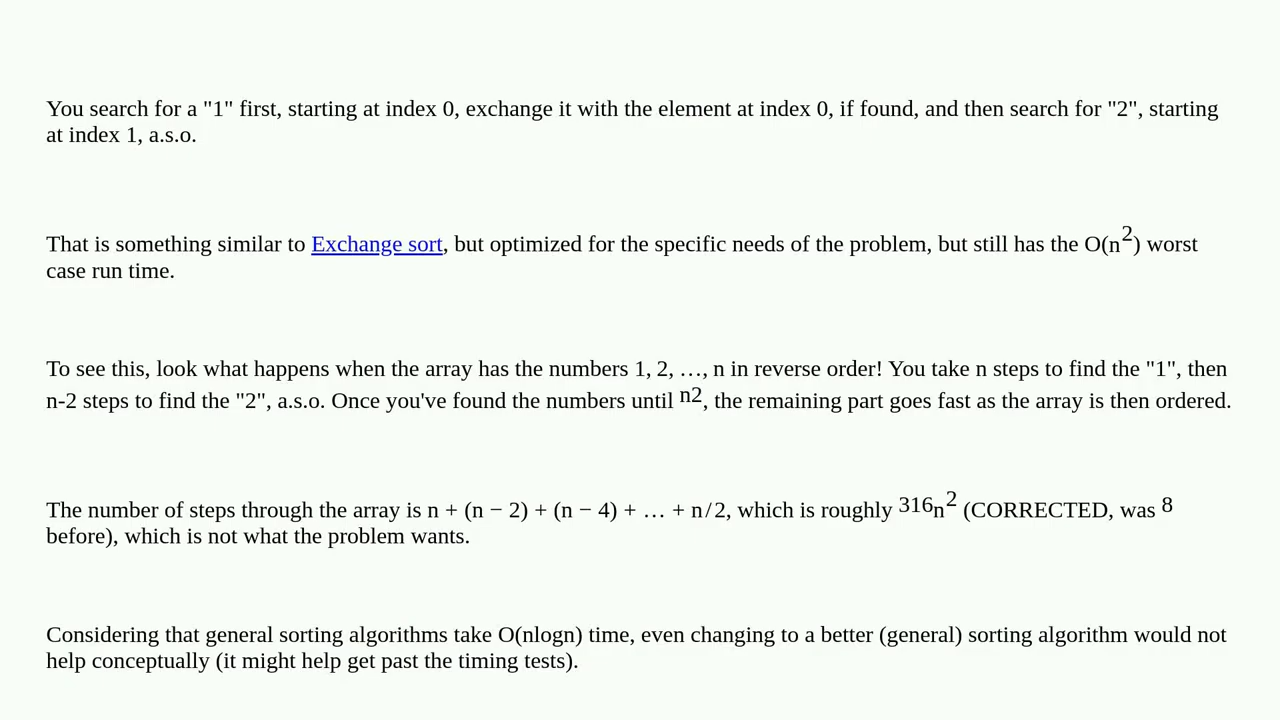 You search for a "1" first, starting at index 0, exchange it with the element at index 0, if found, and then search for "2", starting
at index 1, a.s.o.
That is something similar to Exchange sort, but optimized for the specific needs of the problem, but still has the O(n²) worst
case run time.
To see this, look what happens when the array has the numbers 1, 2, …, n in reverse order! You take n steps to find the "1", then
n-2 steps to find the "2", a.s.o. Once you've found the numbers until n2, the remaining part goes fast as the array is then ordered.
The number of steps through the array is n + (n − 2) + (n − 4) + … + n/2, which is roughly 316n² (CORRECTED, was 8
before), which is not what the problem wants.
Considering that general sorting algorithms take O(nlogn) time, even changing to a better (general) sorting algorithm would not
help conceptually (it might help get past the timing tests).